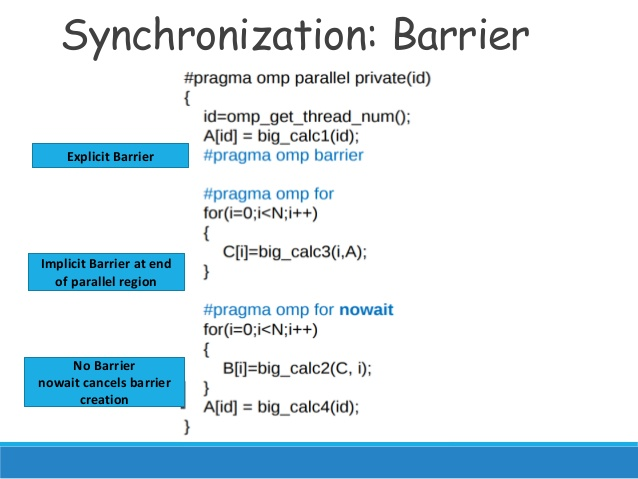 Synchronization: Barrier
#pragma omp parallel private(id)
{
id=omp_get_thread_num();
A[id] = big_calc1(id);
Explicit Barrier
#pragma omp barrier
#pragma omp for
for(i=0;i<N;i++)
{
C[i]=big_calc3(i,A);
}
Implicit Barrier at end
of parallel region
#pragma omp for nowait
for(i=0;i<N;i++)
{
B[i]=big_calc2(C, i);
}
No Barrier
nowait cancels barrier
creation
A[id] = big_calc4(id);
}